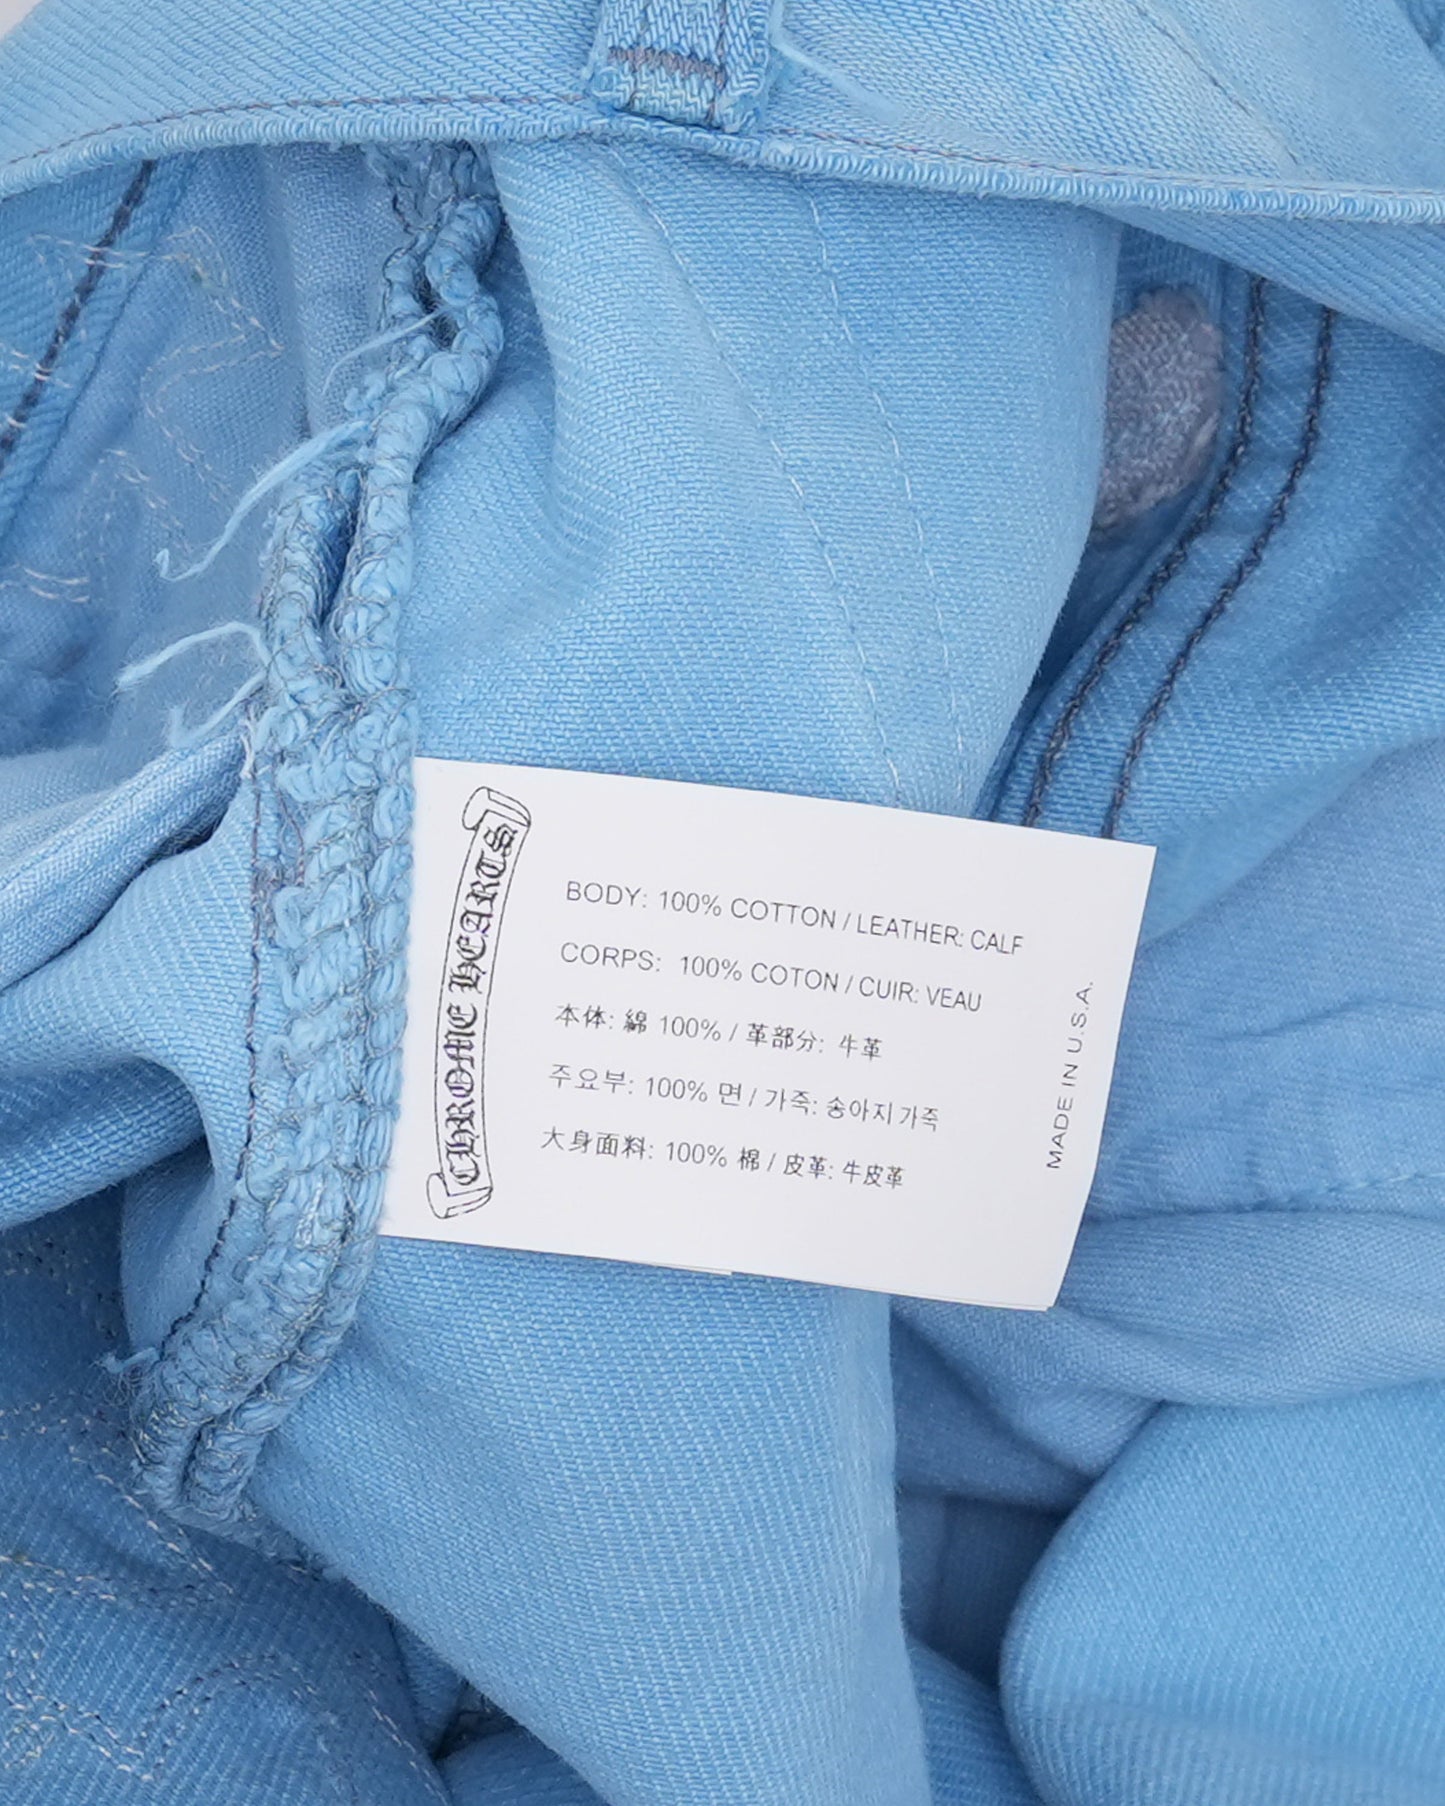 CHROME HEARTS
BODY: 100% COTTON / LEATHER: CALF
CORPS: 100% COTON / CUIR: VEAU
本体: 綿 100% / 革部分: 牛革
주요부: 100% 면 / 가죽: 송아지가죽
大身面料: 100% 棉 / 皮革: 牛皮革
MADE IN U.S.A.